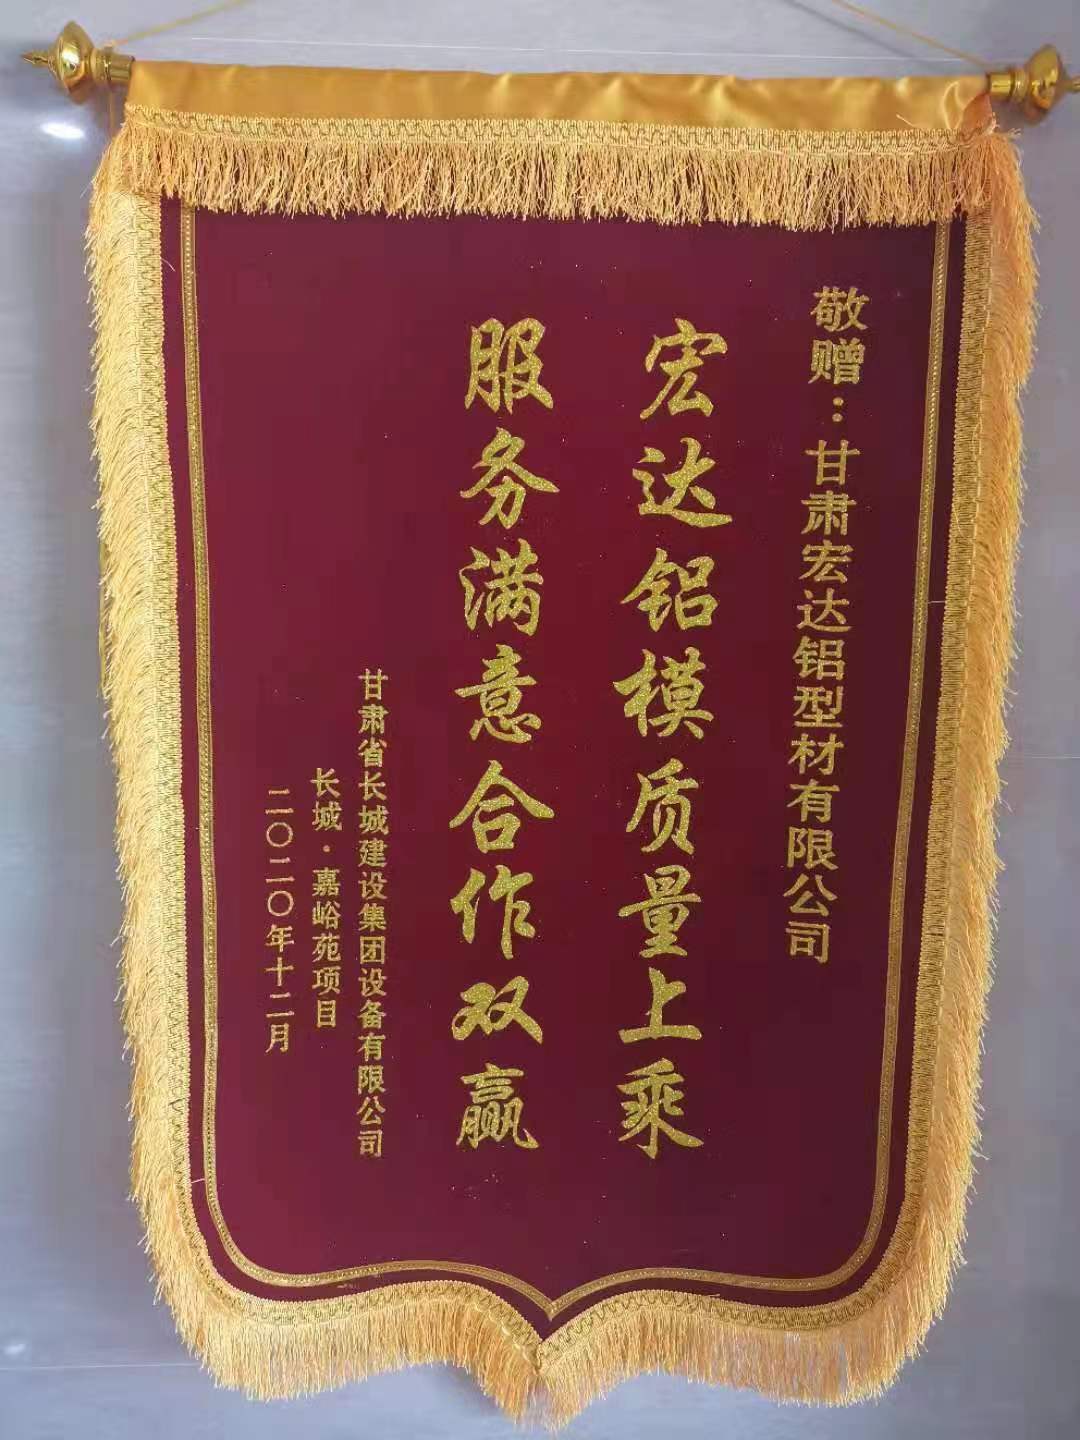 敬赠：甘肃宏达铝型材有限公司
宏达铝模质量上乘
服务满意合作双赢
甘肃省长城建设集团设备有限公司
长城·嘉峪苑项目
二〇二〇年十二月